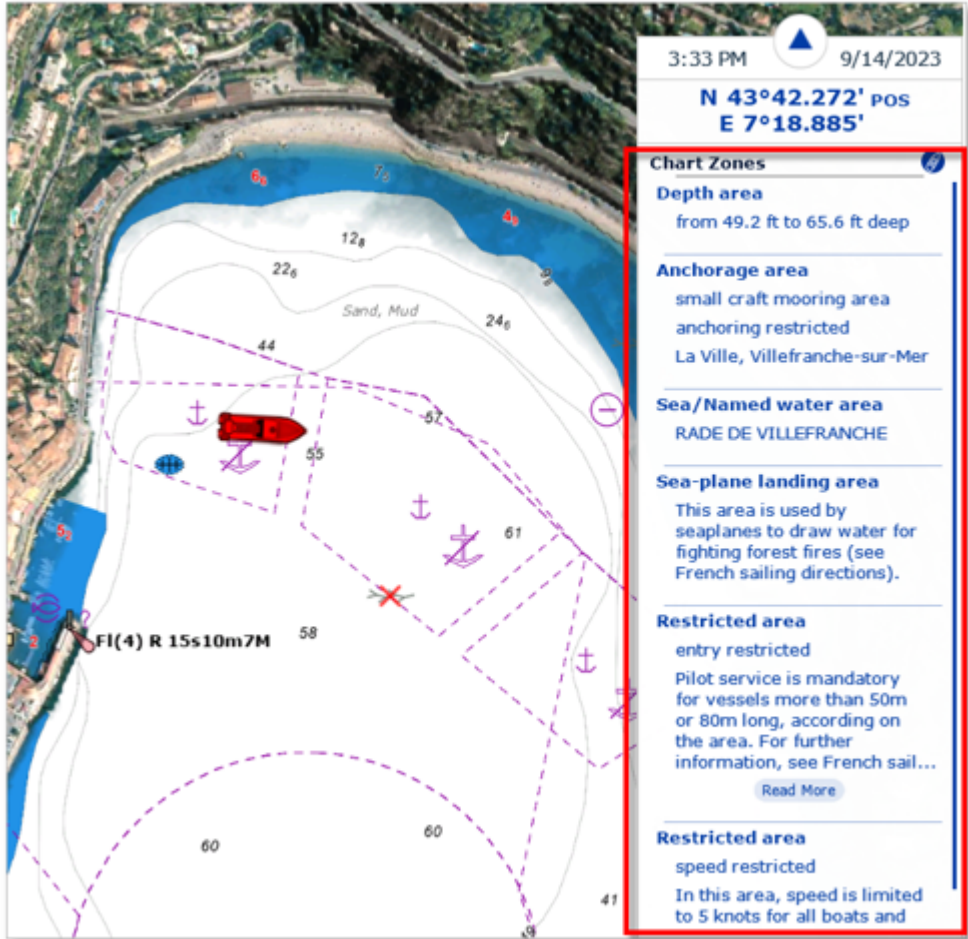 3:33 PM 9/14/2023
N 43°42.272' POS
E 7°18.885'
Chart Zones
Depth area
from 49.2 ft to 65.6 ft deep
Anchorage area
small craft mooring area
anchoring restricted
La Ville, Villefranche-sur-Mer
Sea/Named water area
RADE DE VILLEFRANCHE
Sea-plane landing area
This area is used by
seaplanes to draw water for
fighting forest fires (see
French sailing directions).
Restricted area
entry restricted
Pilot service is mandatory
for vessels more than 50m
or 80m long, according on
the area. For further
information, see French sail...
Read More
Restricted area
speed restricted
In this area, speed is limited
to 5 knots for all boats and
12₈
22₆
Sand, Mud
24₆
44
57
55
61
58
Fl(4) R 15s10m7M
2
60
60
41